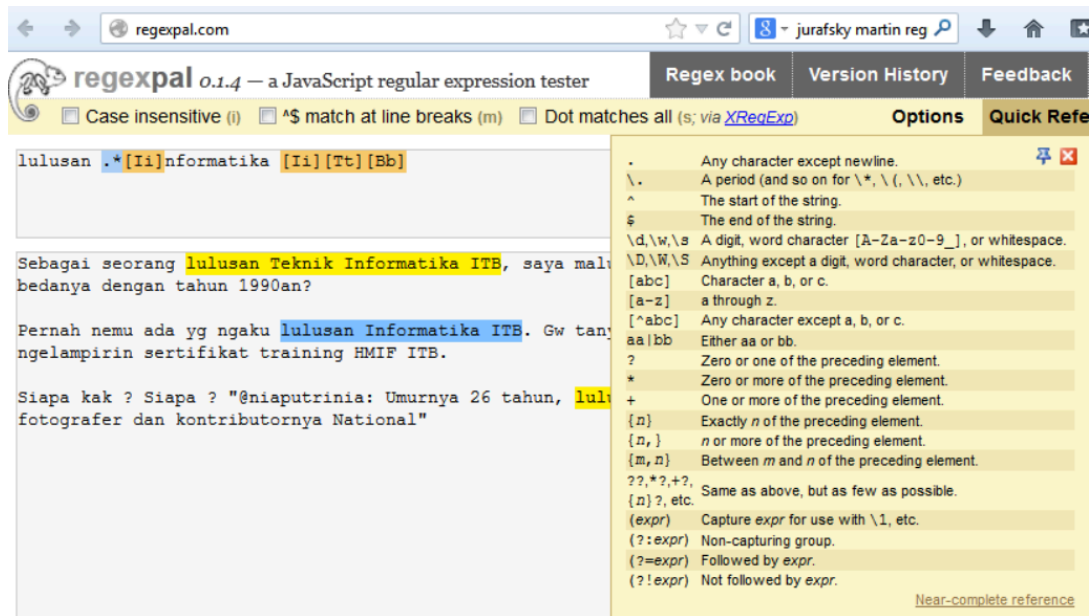 regexpal.com
jurafsky martin reg
regexpal 0.1.4 — a JavaScript regular expression tester
Regex book Version History Feedback
Case insensitive (i) ^$ match at line breaks (m) Dot matches all (s; via XRegExp) Options Quick Refe
lulusan .*[Ii]nformatika [Ii][Tt][Bb]
Sebagai seorang lulusan Teknik Informatika ITB, saya malu
bedanya dengan tahun 1990an?
Pernah nemu ada yg ngaku lulusan Informatika ITB. Gw tany
ngelampirin sertifikat training HMIF ITB.
Siapa kak ? Siapa ? "@niaputrinia: Umurnya 26 tahun, lulu
fotografer dan kontributornya National"
. Any character except newline.
\. A period (and so on for \*, \(, \\, etc.)
^ The start of the string.
$ The end of the string.
\d,\w,\s A digit, word character [A-Za-z0-9_], or whitespace.
\D,\W,\S Anything except a digit, word character, or whitespace.
[abc] Character a, b, or c.
[a-z] a through z.
[^abc] Any character except a, b, or c.
aa|bb Either aa or bb.
? Zero or one of the preceding element.
* Zero or more of the preceding element.
+ One or more of the preceding element.
{n} Exactly n of the preceding element.
{n,} n or more of the preceding element.
{m,n} Between m and n of the preceding element.
??,*?,+?,
{n}?, etc. Same as above, but as few as possible.
(expr) Capture expr for use with \1, etc.
(?:expr) Non-capturing group.
(?=expr) Followed by expr.
(?!expr) Not followed by expr.
Near-complete reference